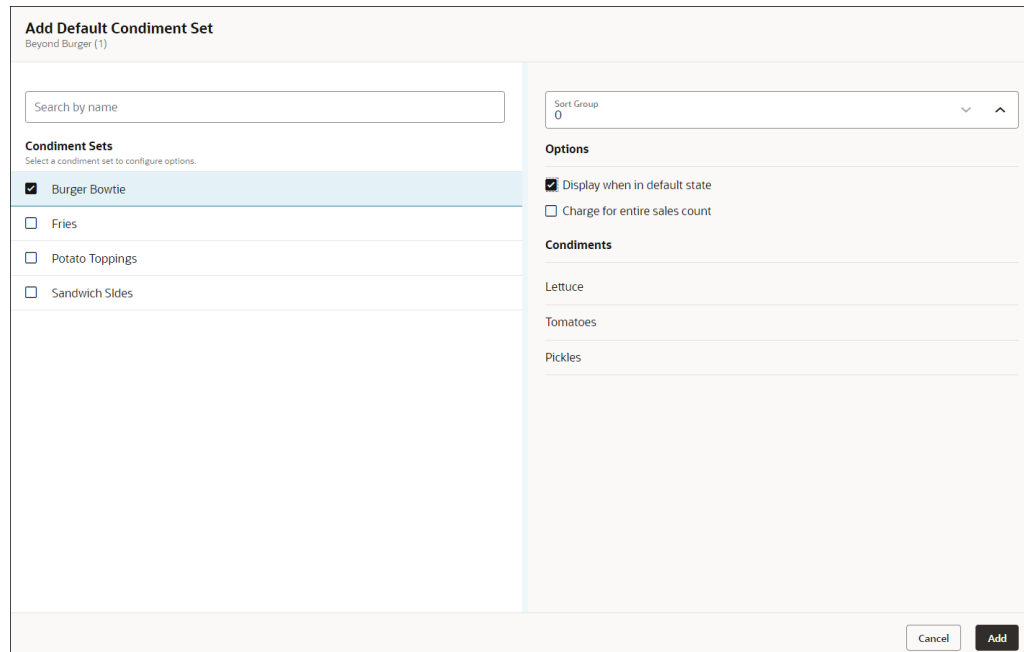 Add Default Condiment Set
Beyond Burger (1)
Search by name
Condiment Sets
Select a condiment set to configure options.
Burger Bowtie
Fries
Potato Toppings
Sandwich SIdes
Sort Group
0
Options
Display when in default state
Charge for entire sales count
Condiments
Lettuce
Tomatoes
Pickles
Cancel
Add